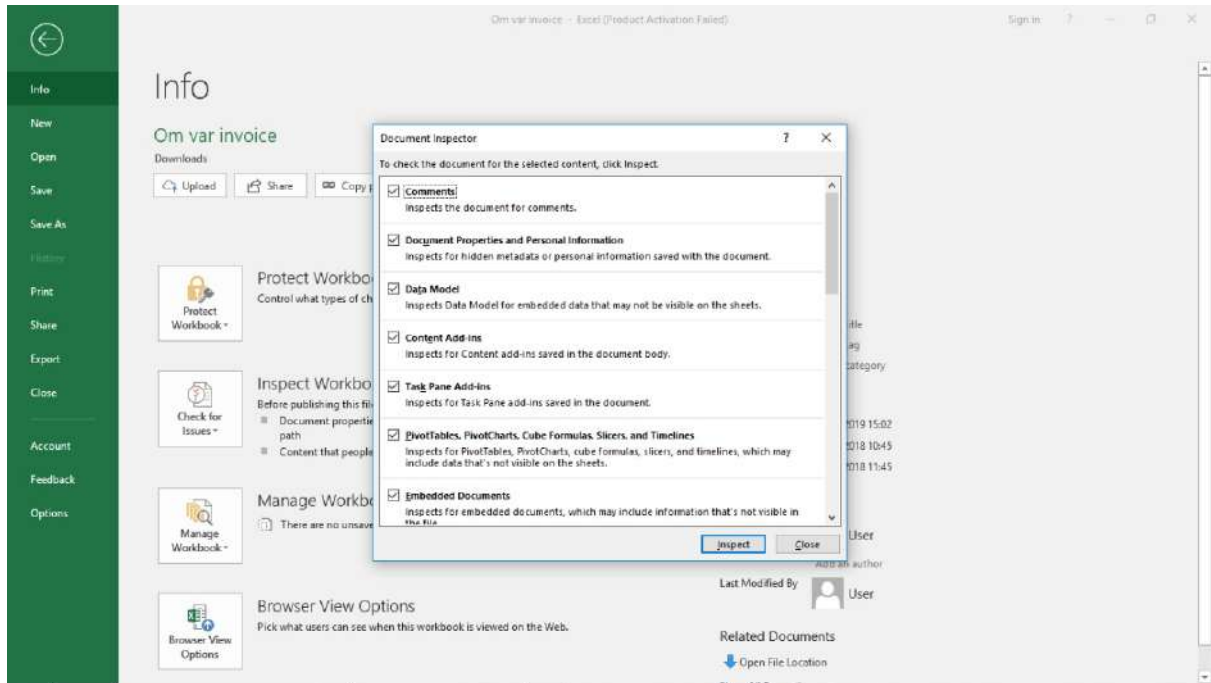 Om var invoice - Excel (Product Activation Failed)
Sign in
?
Info
New
Open
Save
Save As
History
Print
Share
Export
Close
Account
Feedback
Options
Info
Om var invoice
Downloads
Upload
Share
Copy
Protect
Workbook
Protect Workbo
Control what types of ch
Check for
Issues
Inspect Workbo
Before publishing this fil
Document propertie
path
Content that people
Manage
Workbook
Manage Workbo
There are no unsave
Browser View
Options
Browser View Options
Pick what users can see when this workbook is viewed on the Web.
Document Inspector
?
To check the document for the selected content, click Inspect.
Comments
Inspects the document for comments.
Document Properties and Personal Information
Inspects for hidden metadata or personal information saved with the document.
Data Model
Inspects Data Model for embedded data that may not be visible on the sheets.
Content Add-ins
Inspects for Content add-ins saved in the document body.
Task Pane Add-ins
Inspects for Task Pane add-ins saved in the document.
PivotTables, PivotCharts, Cube Formulas, Slicers, and Timelines
Inspects for PivotTables, PivotCharts, cube formulas, slicers, and timelines, which may
include data that's not visible on the sheets.
Embedded Documents
Inspects for embedded documents, which may include information that's not visible in
the file.
Inspect
Close
itle
ag
category
2019 15:02
2018 10:45
2018 11:45
User
Add an author
Last Modified By
User
Related Documents
Open File Location